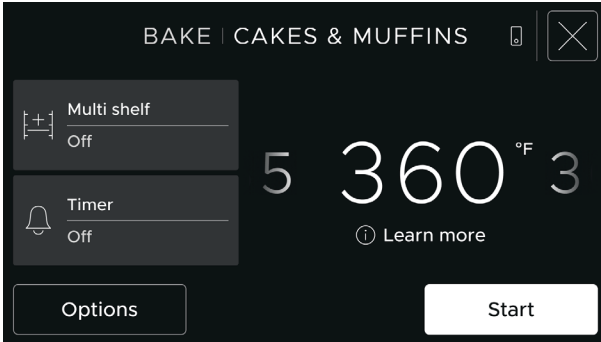 BAKE | CAKES & MUFFINS
Multi shelf
Off
5 360 °F 3
Timer
Off
Learn more
Options
Start